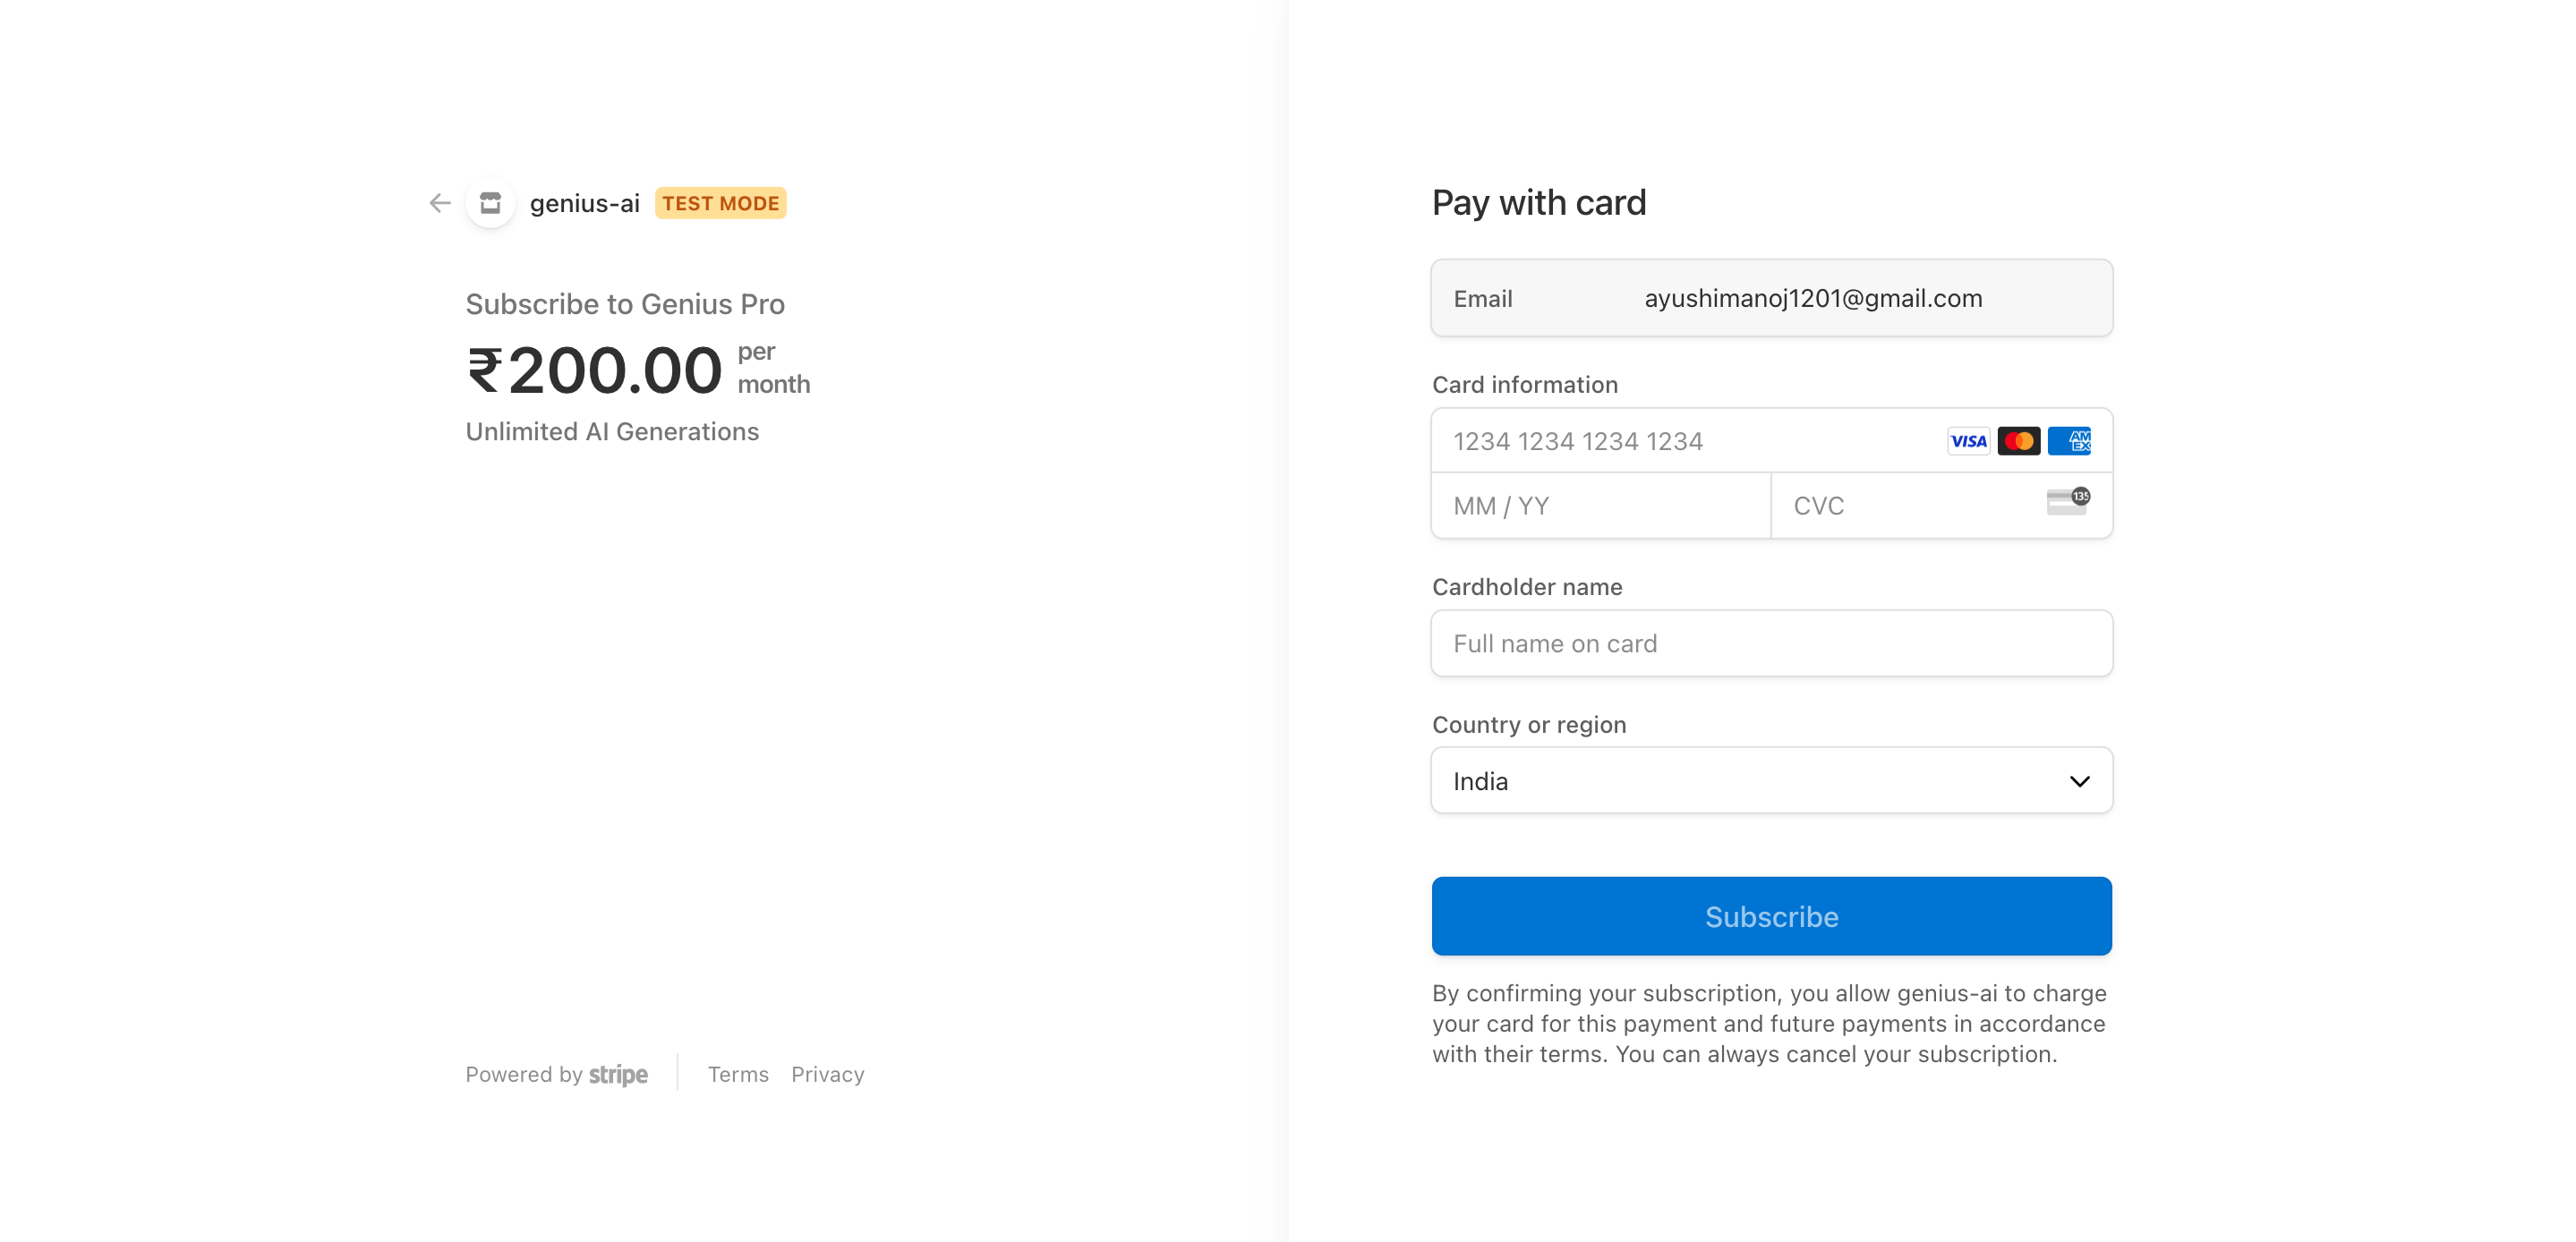 genius-ai TEST MODE
Subscribe to Genius Pro
₹200.00 per
month
Unlimited AI Generations
Powered by stripe
Terms Privacy
Pay with card
Email ayushimanoj1201@gmail.com
Card information
1234 1234 1234 1234 VISA AM
EX
MM / YY CVC 135
Cardholder name
Full name on card
Country or region
India
Subscribe
By confirming your subscription, you allow genius-ai to charge
your card for this payment and future payments in accordance
with their terms. You can always cancel your subscription.